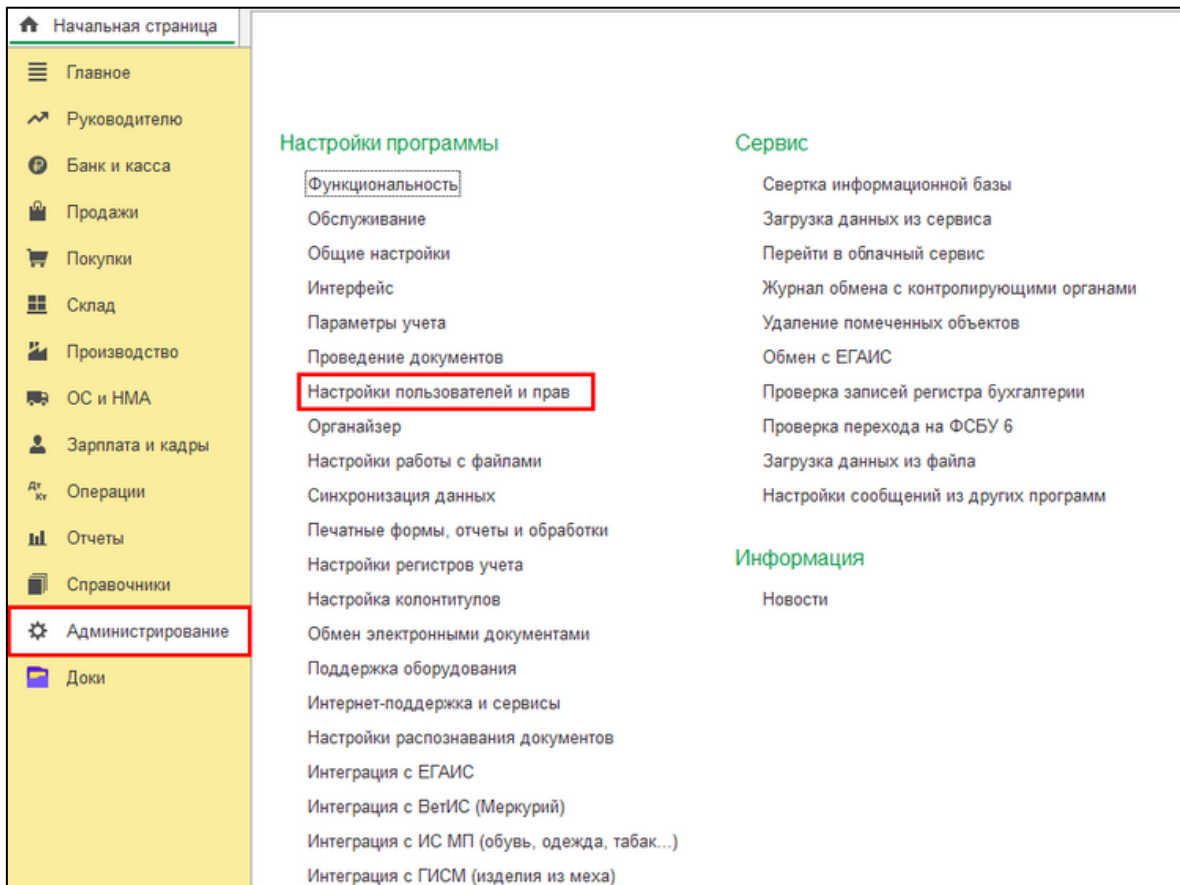 Начальная страница
Главное
Руководителю
Банк и касса
Продажи
Покупки
Склад
Производство
ОС и НМА
Зарплата и кадры
Дт
Кт
Операции
Отчеты
Справочники
Администрирование
Доки
Настройки программы
Функциональность
Обслуживание
Общие настройки
Интерфейс
Параметры учета
Проведение документов
Настройки пользователей и прав
Органайзер
Настройки работы с файлами
Синхронизация данных
Печатные формы, отчеты и обработки
Настройки регистров учета
Настройка колонтитулов
Обмен электронными документами
Поддержка оборудования
Интернет-поддержка и сервисы
Настройки распознавания документов
Интеграция с ЕГАИС
Интеграция с ВетИС (Меркурий)
Интеграция с ИС МП (обувь, одежда, табак...)
Интеграция с ГИСМ (изделия из меха)
Сервис
Свертка информационной базы
Загрузка данных из сервиса
Перейти в облачный сервис
Журнал обмена с контролирующими органами
Удаление помеченных объектов
Обмен с ЕГАИС
Проверка записей регистра бухгалтерии
Проверка перехода на ФСБУ 6
Загрузка данных из файла
Настройки сообщений из других программ
Информация
Новости